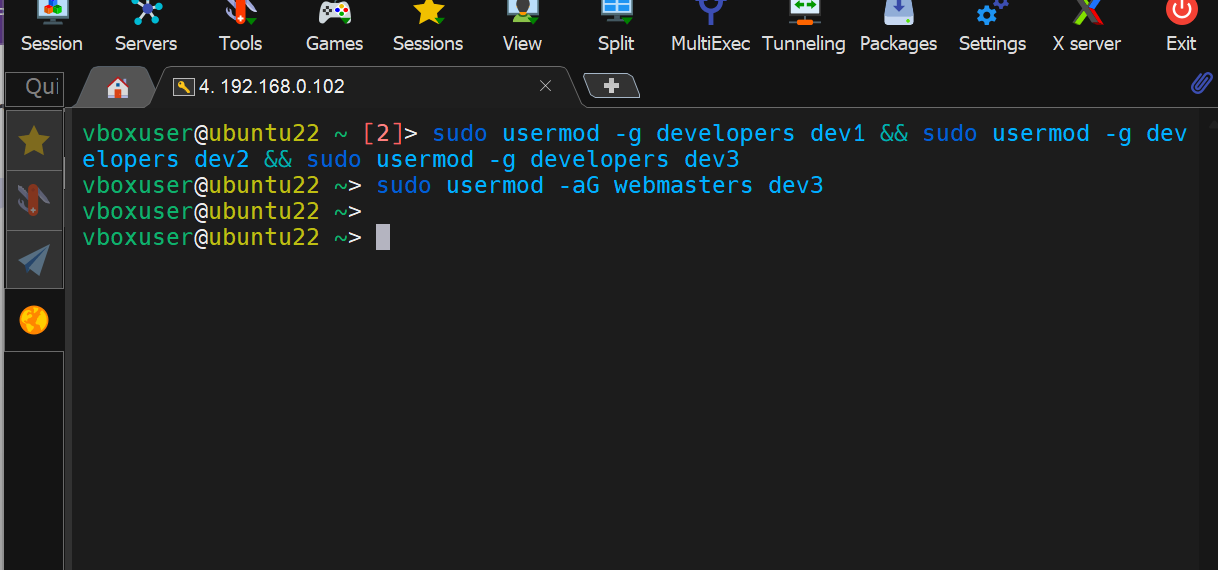 Session Servers Tools Games Sessions View Split MultiExec Tunneling Packages Settings X server Exit
Qui
4. 192.168.0.102
vboxuser@ubuntu22 ~ [2]> sudo usermod -g developers dev1 && sudo usermod -g dev
elopers dev2 && sudo usermod -g developers dev3
vboxuser@ubuntu22 ~> sudo usermod -aG webmasters dev3
vboxuser@ubuntu22 ~>
vboxuser@ubuntu22 ~>